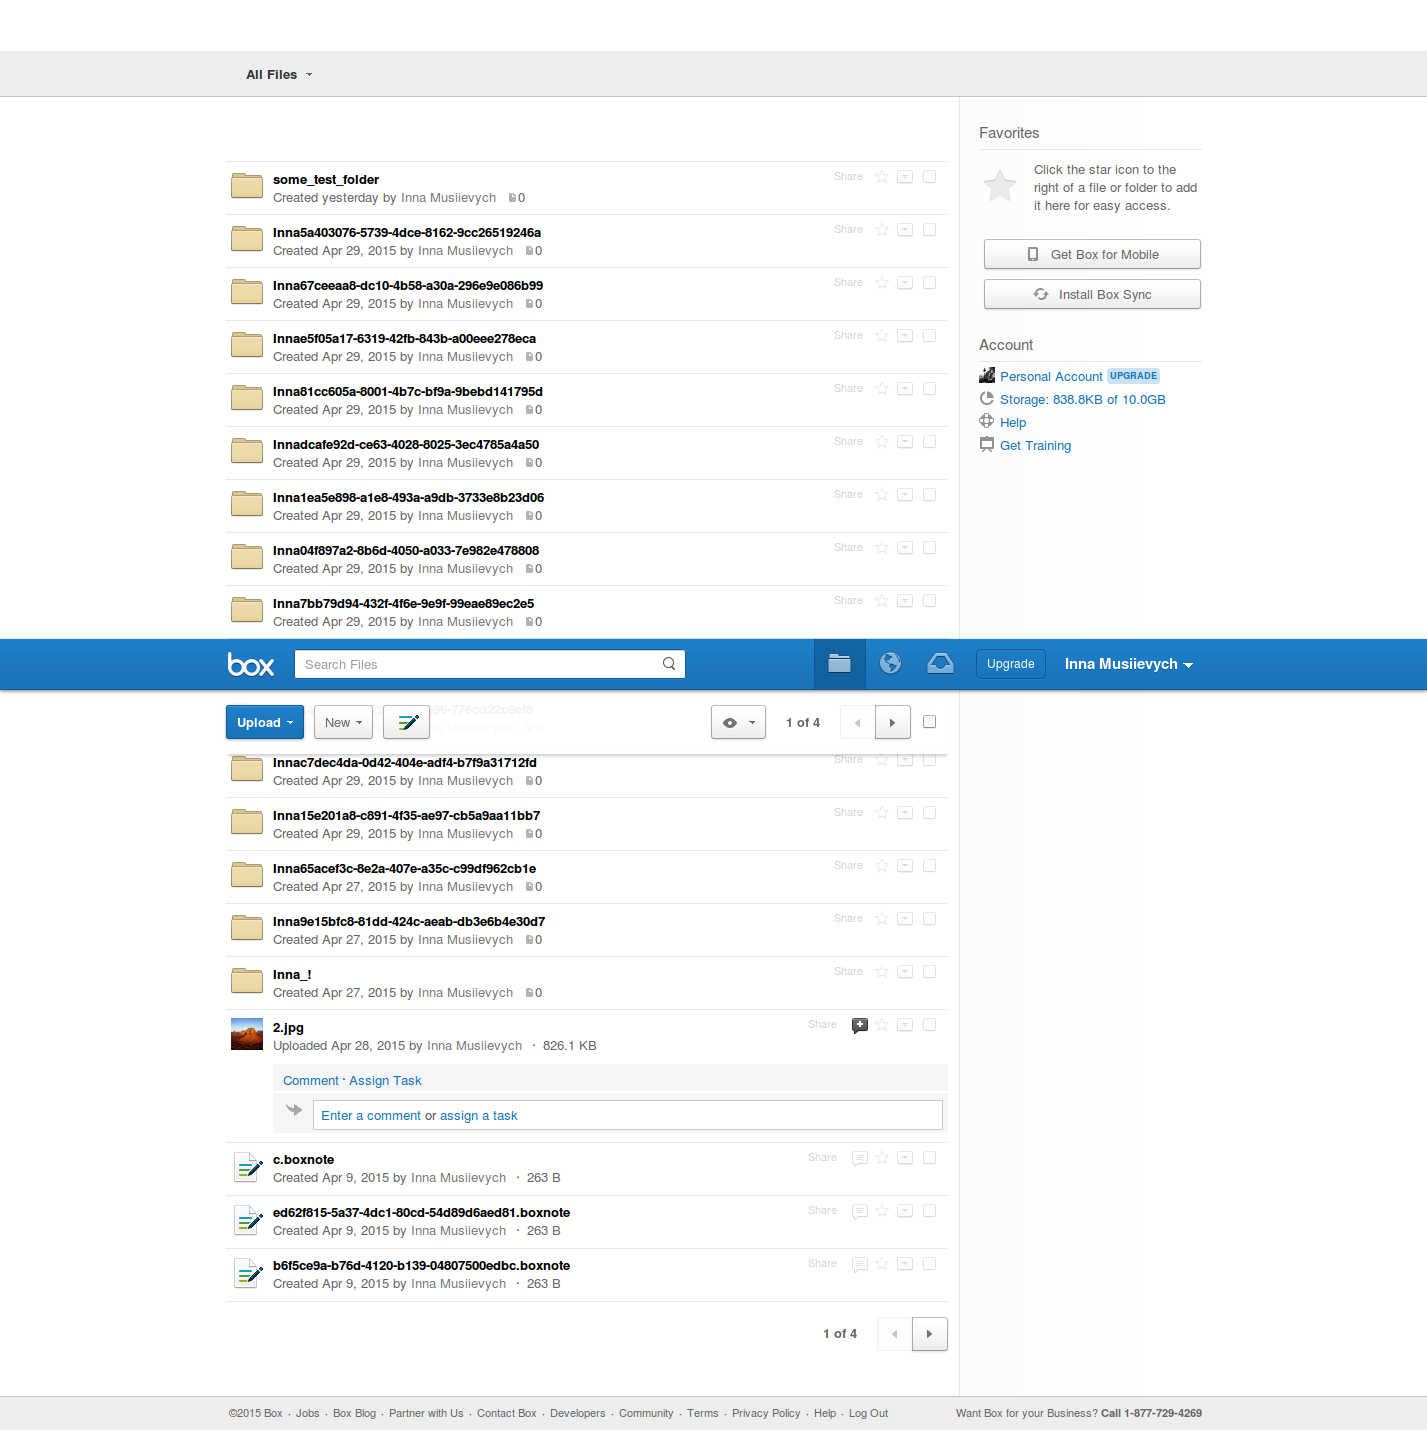 All Files
Favorites
Click the star icon to the
right of a file or folder to add
it here for easy access.
Get Box for Mobile
Install Box Sync
Account
Personal Account UPGRADE
Storage: 838.8KB of 10.0GB
Help
Get Training
some_test_folder Share
Created yesterday by Inna Musiievych 0
Inna5a403076-5739-4dce-8162-9cc26519246a Share
Created Apr 29, 2015 by Inna Musiievych 0
Inna67ceeaa8-dc10-4b58-a30a-296e9e086b99 Share
Created Apr 29, 2015 by Inna Musiievych 0
Innae5f05a17-6319-42fb-843b-a00eee278eca Share
Created Apr 29, 2015 by Inna Musiievych 0
Inna81cc605a-8001-4b7c-bf9a-9bebd141795d Share
Created Apr 29, 2015 by Inna Musiievych 0
Innadcafe92d-ce63-4028-8025-3ec4785a4a50 Share
Created Apr 29, 2015 by Inna Musiievych 0
Inna1ea5e898-a1e8-493a-a9db-3733e8b23d06 Share
Created Apr 29, 2015 by Inna Musiievych 0
Inna04f897a2-8b6d-4050-a033-7e982e478808 Share
Created Apr 29, 2015 by Inna Musiievych 0
Inna7bb79d94-432f-4f6e-9e9f-99eae89ec2e5 Share
Created Apr 29, 2015 by Inna Musiievych 0
box Search Files Upgrade Inna Musiievych
Upload New 1 of 4
Innac7dec4da-0d42-404e-adf4-b7f9a31712fd Share
Created Apr 29, 2015 by Inna Musiievych 0
Inna15e201a8-c891-4f35-ae97-cb5a9aa11bb7 Share
Created Apr 29, 2015 by Inna Musiievych 0
Inna65acef3c-8e2a-407e-a35c-c99df962cb1e Share
Created Apr 27, 2015 by Inna Musiievych 0
Inna9e15bfc8-81dd-424c-aeab-db3e6b4e30d7 Share
Created Apr 27, 2015 by Inna Musiievych 0
Inna_! Share
Created Apr 27, 2015 by Inna Musiievych 0
2.jpg Share
Uploaded Apr 28, 2015 by Inna Musiievych · 826.1 KB
Comment · Assign Task
Enter a comment or assign a task
c.boxnote Share
Created Apr 9, 2015 by Inna Musiievych · 263 B
ed62f815-5a37-4dc1-80cd-54d89d6aed81.boxnote Share
Created Apr 9, 2015 by Inna Musiievych · 263 B
b6f5ce9a-b76d-4120-b139-04807500edbc.boxnote Share
Created Apr 9, 2015 by Inna Musiievych · 263 B
1 of 4
©2015 Box · Jobs · Box Blog · Partner with Us · Contact Box · Developers · Community · Terms · Privacy Policy · Help · Log Out Want Box for your Business? Call 1-877-729-4269